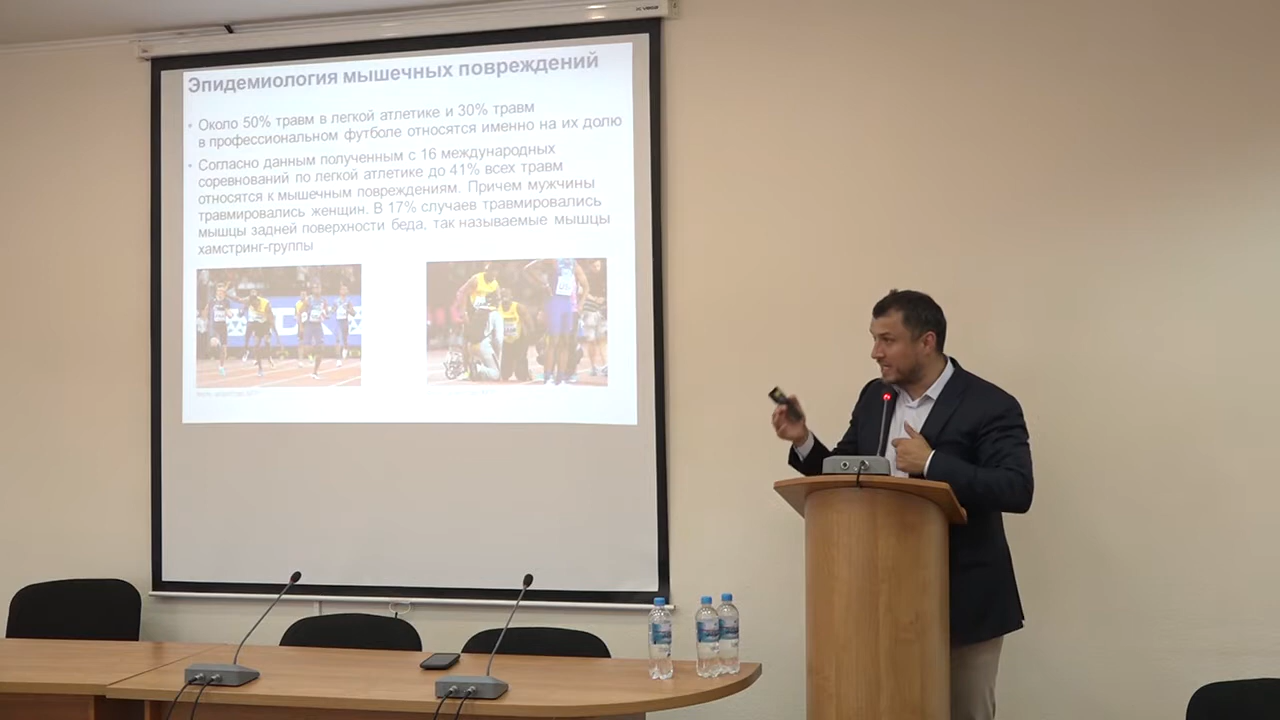 Эпидемиология мышечных повреждений
Около 50% травм в легкой атлетике и 30% травм
в профессиональном футболе относятся именно на их долю
Согласно данным полученным с 16 международных
соревнований по легкой атлетике до 41% всех травм
относятся к мышечным повреждениям. Причем мужчины
травмировались женщин. В 17% случаев травмировались
мышцы задней поверхности беда, так называемые мышцы
хамстринг-группы